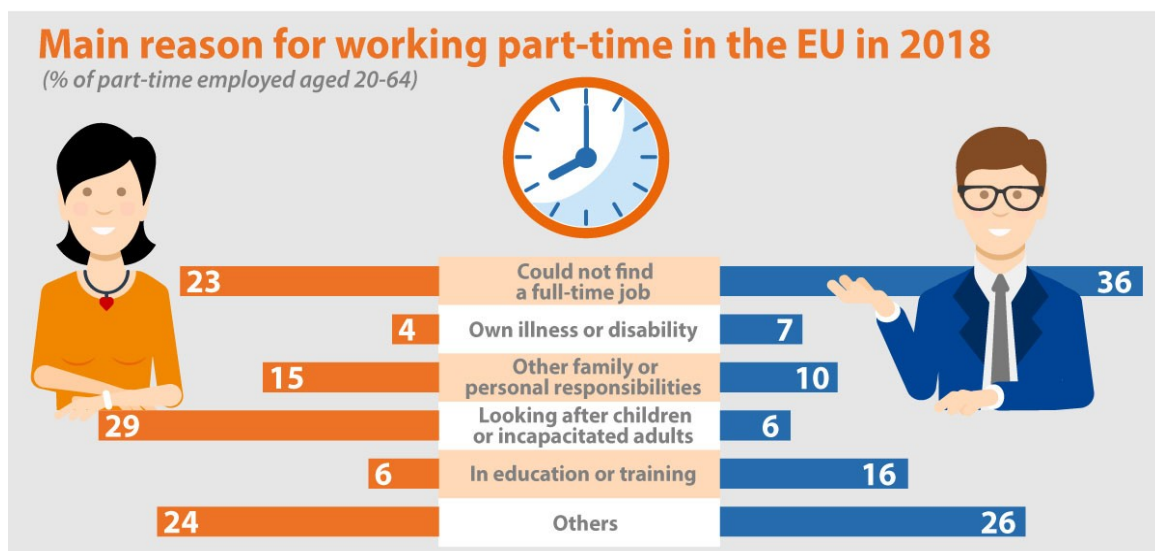 Main reason for working part-time in the EU in 2018
(% of part-time employed aged 20-64)
23 Could not find 36
a full-time job
4 Own illness or disability 7
15 Other family or 10
personal responsibilities
29 Looking after children 6
or incapacitated adults
6 In education or training 16
24 Others 26